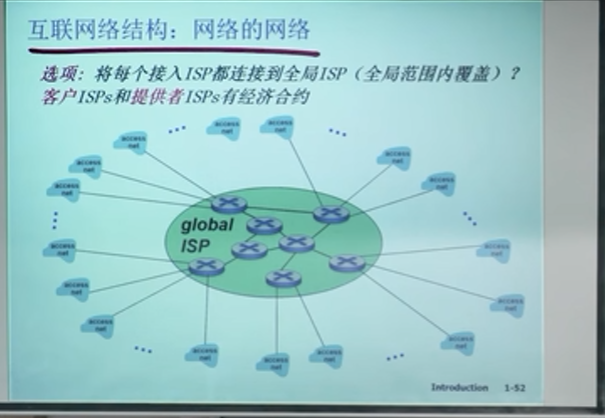 互联网络结构：网络的网络
选项：将每个接入ISP都连接到全局ISP（全局范围内覆盖）？
客户ISPs和提供者ISPs有经济合约
access
net
access
net
access
net
access
net
access
net
access
net
access
net
global
ISP
access
net
access
net
access
net
access
net
access
net
access
net
access
net
access
net
access
net
Introduction 1-52